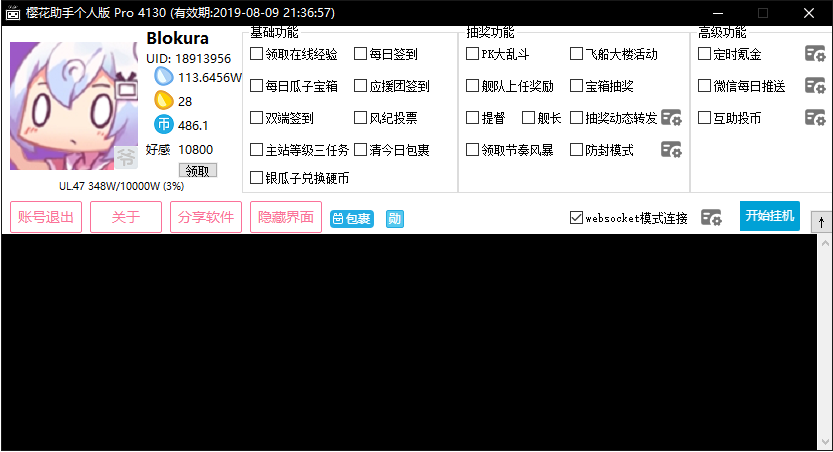 樱花助手个人版 Pro 4130 (有效期:2019-08-09 21:36:57)
Blokura
UID: 18913956
113.6456W
28
币 486.1
好感 10800
领取
爷
UL47 348W/10000W (3%)
基础功能
领取在线经验 每日签到
每日瓜子宝箱 应援团签到
双端签到 风纪投票
主站等级三任务 清今日包裹
银瓜子兑换硬币
抽奖功能
PK大乱斗 飞船大楼活动
舰队上任奖励 宝箱抽奖
提督 舰长 抽奖动态转发
领取节奏风暴 防封模式
高级功能
定时氪金
微信每日推送
互助投币
账号退出 关于 分享软件 隐藏界面 包裹 勋 websocket模式连接 开始挂机 ↑